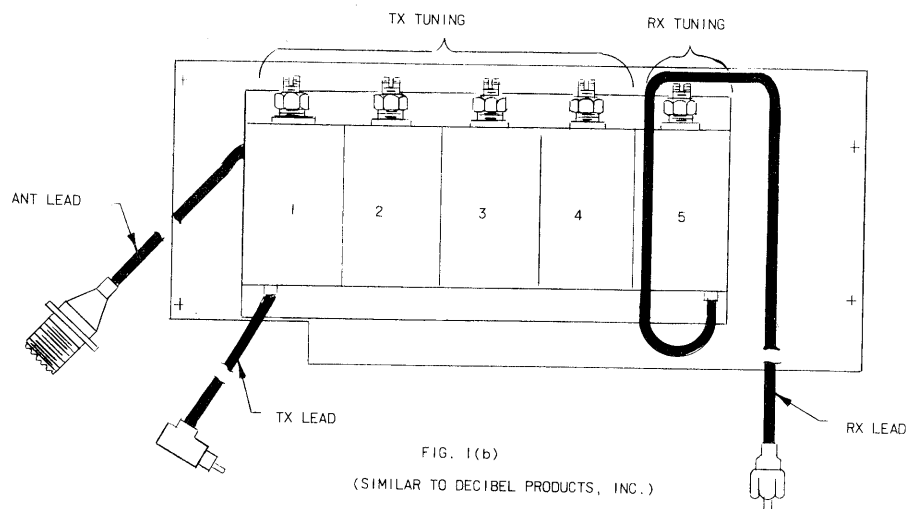 TX TUNING
RX TUNING
ANT LEAD
1
2
3
4
5
TX LEAD
RX LEAD
FIG. 1(b)
(SIMILAR TO DECIBEL PRODUCTS, INC.)